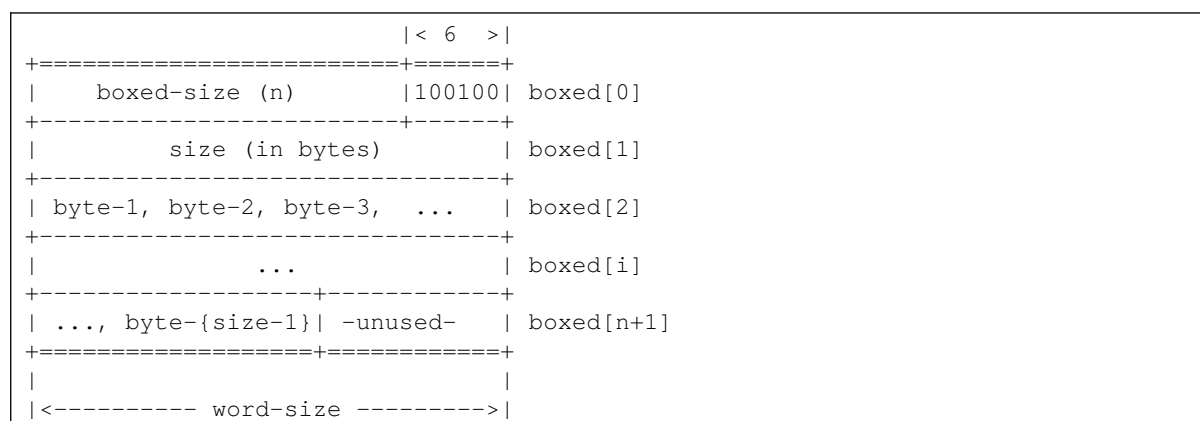 |< 6  >|
+=========================+======+
|    boxed-size (n)       |100100| boxed[0]
+-------------------------+------+
|         size (in bytes)        | boxed[1]
+--------------------------------+
| byte-1, byte-2, byte-3,  ...   | boxed[2]
+--------------------------------+
|               ...              | boxed[i]
+-------------------+------------+
| ..., byte-{size-1}| -unused-   | boxed[n+1]
+===================+============+
|                                |
|<---------- word-size --------->|